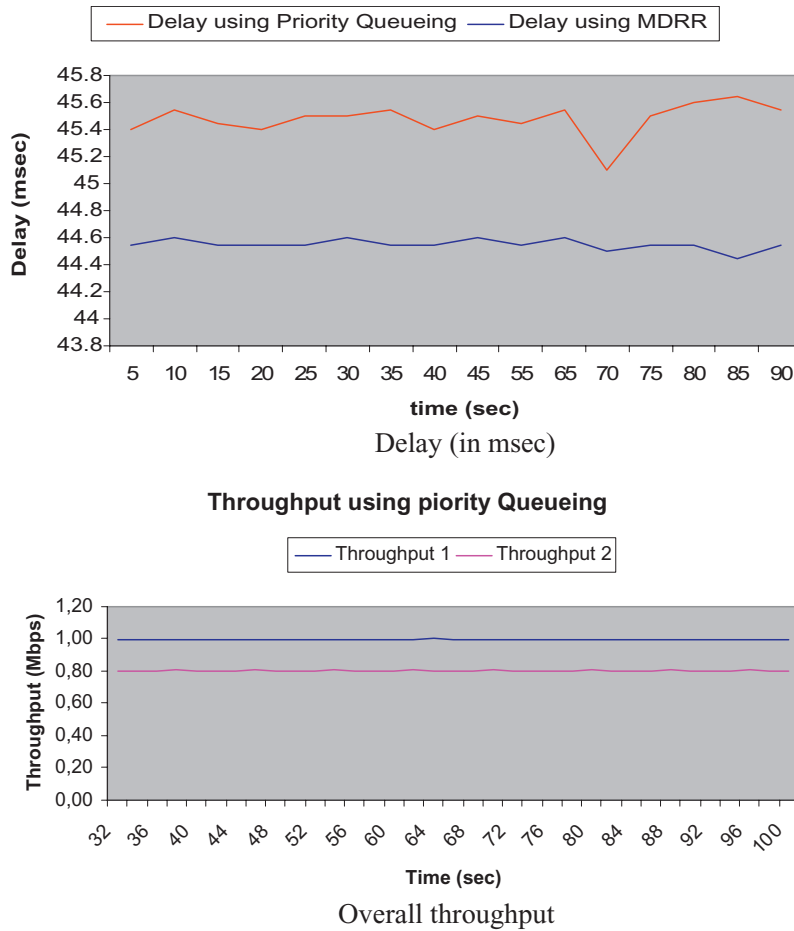 Delay using Priority Queueing Delay using MDRR
45.8
45.6
45.4
45.2
45
44.8
44.6
44.4
44.2
44
43.8
Delay (msec)
5 10 15 20 25 30 35 40 45 55 65 70 75 80 85 90
time (sec)
Delay (in msec)
Throughput using piority Queueing
Throughput 1 Throughput 2
1,20
1,00
0,80
0,60
0,40
0,20
0,00
Throughput (Mbps)
32 36 40 44 48 52 56 60 64 68 72 76 80 84 88 92 96 100
Time (sec)
Overall throughput